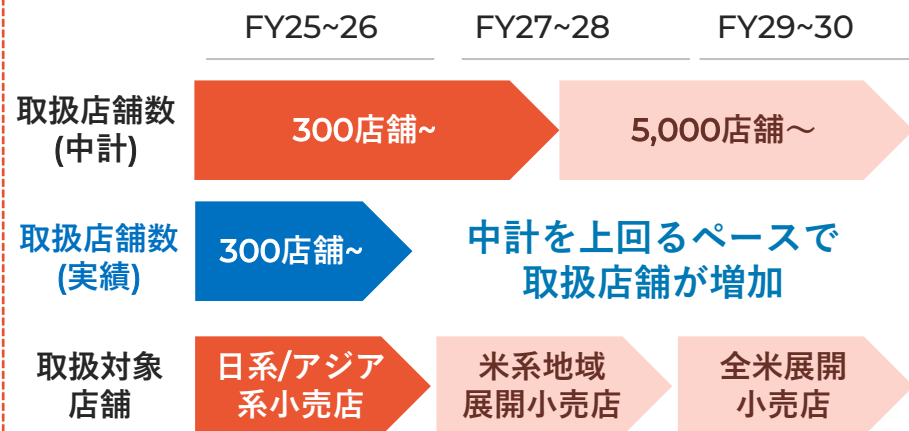 FY25~26
FY27~28
FY29~30
取扱店舗数
(中計)
300店舗~
5,000店舗～
取扱店舗数
(実績)
300店舗~
中計を上回るペースで
取扱店舗が増加
取扱対象
店舗
日系/アジア
系小売店
米系地域
展開小売店
全米展開
小売店